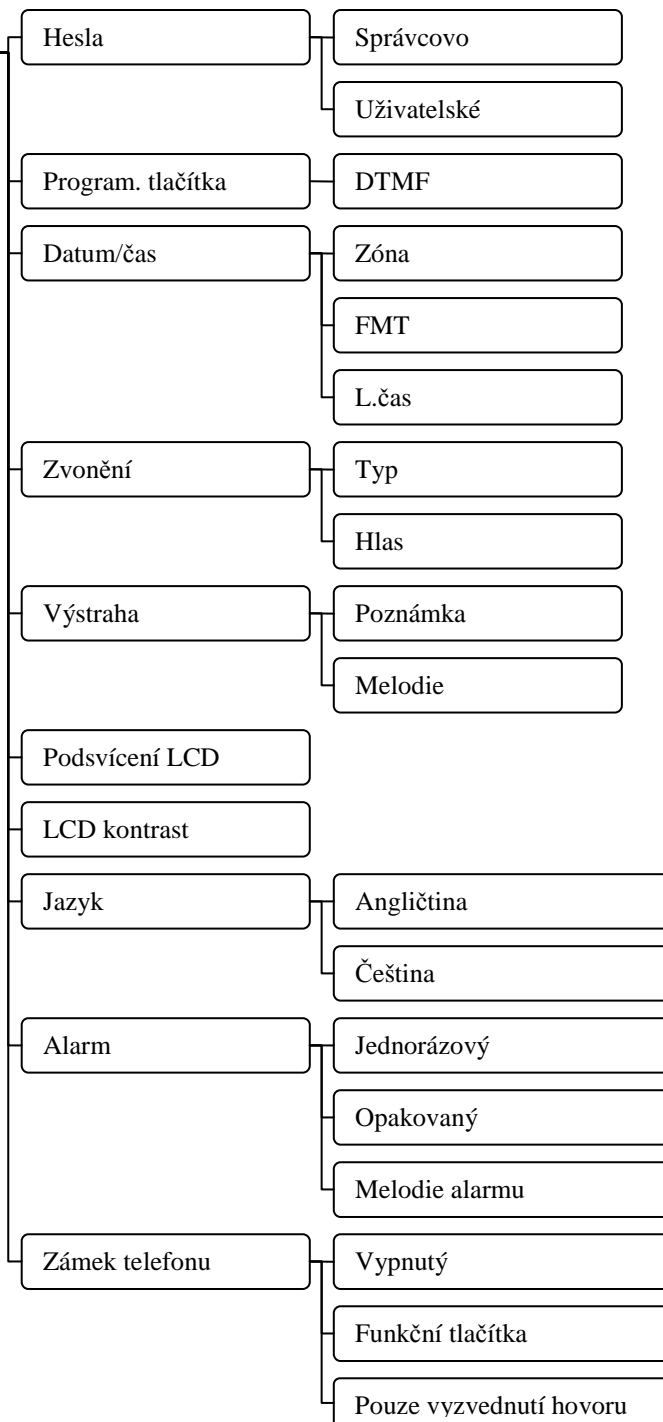 Hesla
Správcovo
Uživatelské
Program. tlačítka
DTMF
Datum/čas
Zóna
FMT
L.čas
Zvonění
Typ
Hlas
Výstraha
Poznámka
Melodie
Podsvícení LCD
LCD kontrast
Jazyk
Angličtina
Čeština
Alarm
Jednorázový
Opakovaný
Melodie alarmu
Zámek telefonu
Vypnutý
Funkční tlačítka
Pouze vyzvednutí hovoru